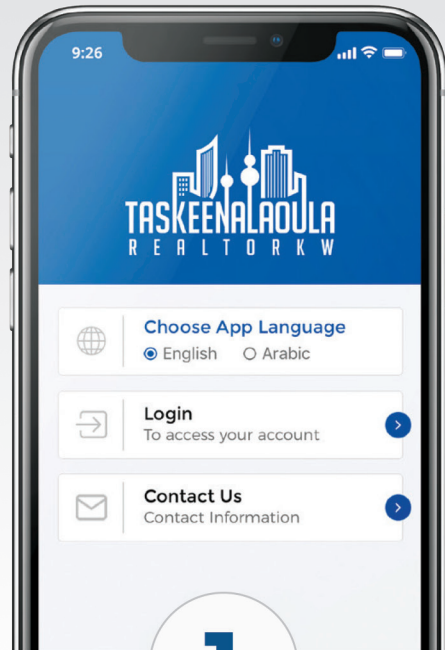 9:26
TASKEENALAOULA
REALTORKW
Choose App Language
English Arabic
Login
To access your account
Contact Us
Contact Information